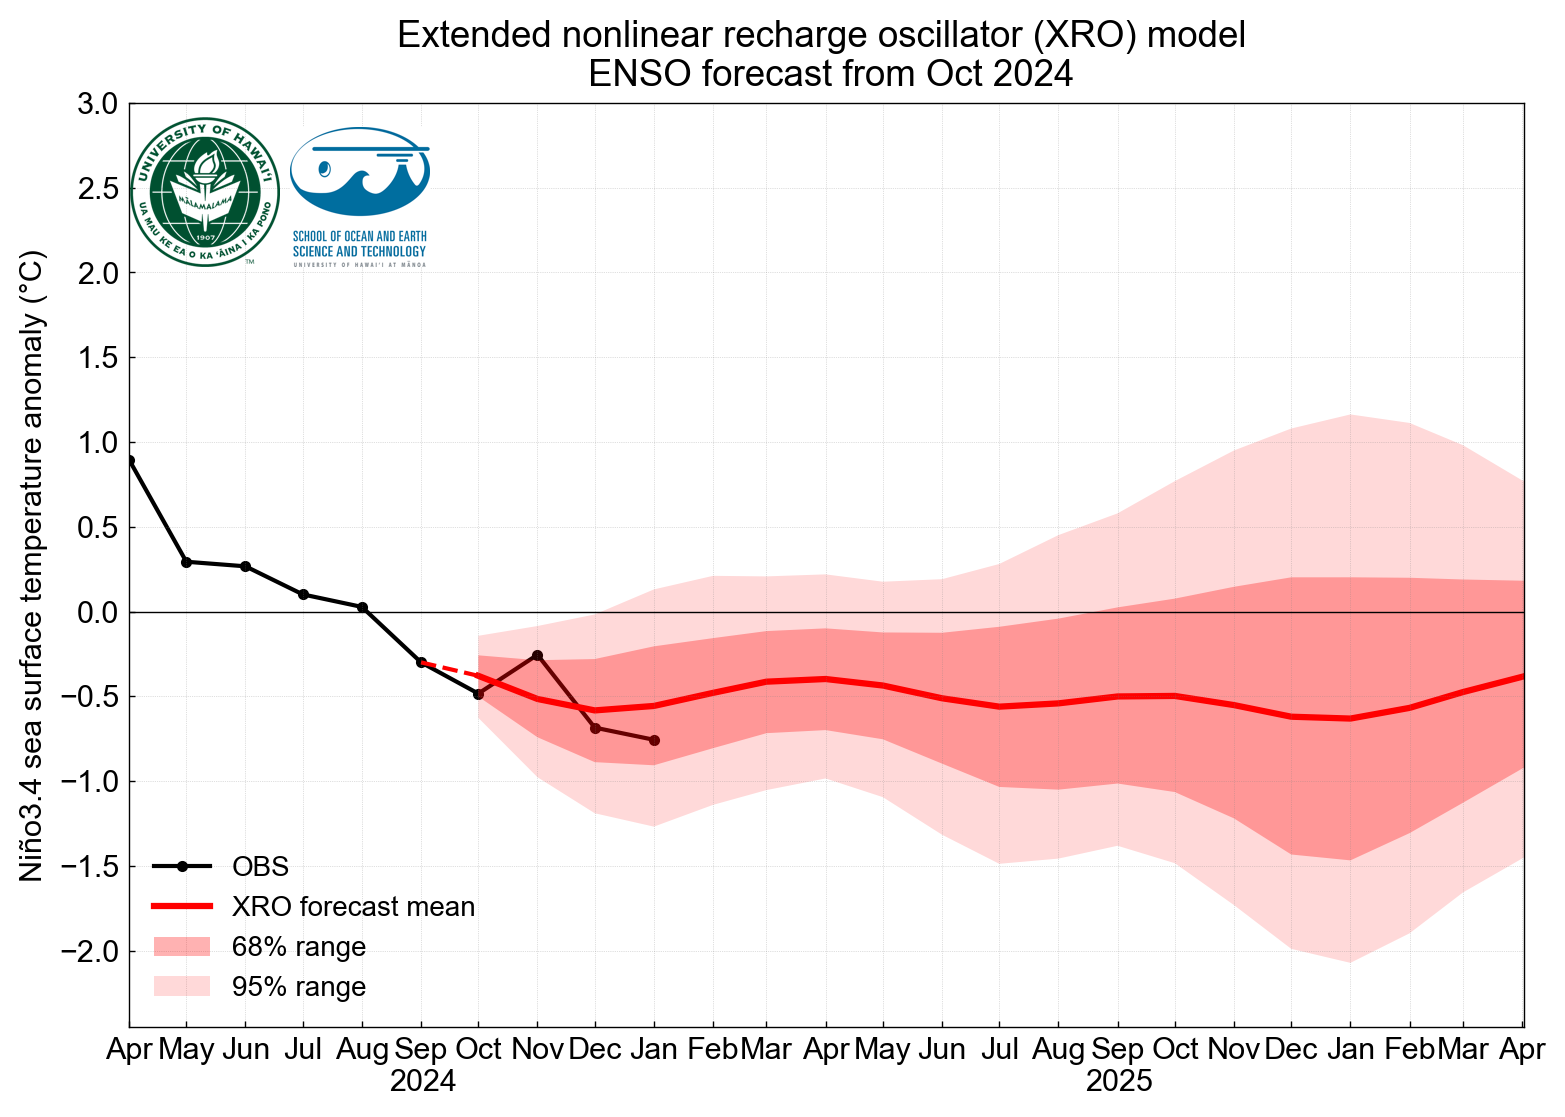 Extended nonlinear recharge oscillator (XRO) model
ENSO forecast from Oct 2024
3.0
2.5
2.0
1.5
1.0
0.5
0.0
−0.5
−1.0
−1.5
−2.0
Niño3.4 sea surface temperature anomaly (°C)
UNIVERSITY OF HAWAIʻI
MĀLAMALAMA
1907
UA MAU KE EA O KA ʻĀINA I KA PONO
TM
SCHOOL OF OCEAN AND EARTH
SCIENCE AND TECHNOLOGY
UNIVERSITY OF HAWAIʻI AT MĀNOA
OBS
XRO forecast mean
68% range
95% range
Apr May Jun Jul Aug Sep Oct Nov Dec Jan Feb Mar Apr May Jun Jul Aug Sep Oct Nov Dec Jan Feb Mar Apr
2024 2025